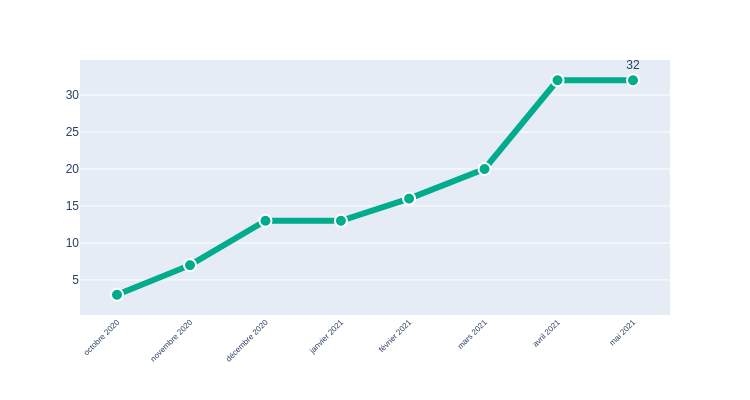 32
30
25
20
15
10
5
octobre 2020
novembre 2020
décembre 2020
janvier 2021
février 2021
mars 2021
avril 2021
mai 2021